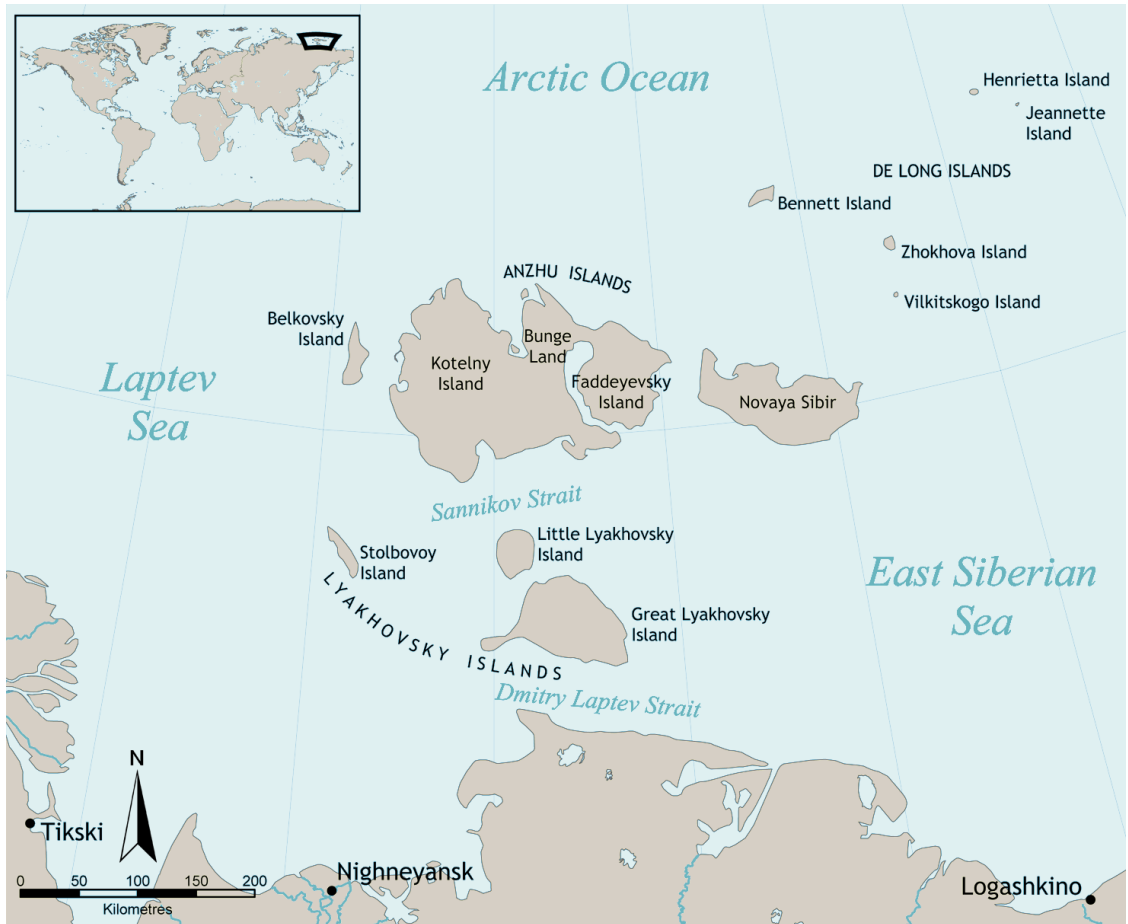 Arctic Ocean
Henrietta Island
Jeannette
Island
DE LONG ISLANDS
Bennett Island
Zhokhova Island
Vilkitskogo Island
ANZHU ISLANDS
Belkovsky
Island
Bunge
Land
Kotelny
Island
Faddeyevsky
Island
Novaya Sibir
Laptev
Sea
Sannikov Strait
Little Lyakhovsky
Island
Stolbovoy
Island
East Siberian
Sea
Great Lyakhovsky
Island
LYAKHOVSKY ISLANDS
Dmitry Laptev Strait
N
Tikski
Nighneyansk
Logashkino
0 50 100 150 200
Kilometres